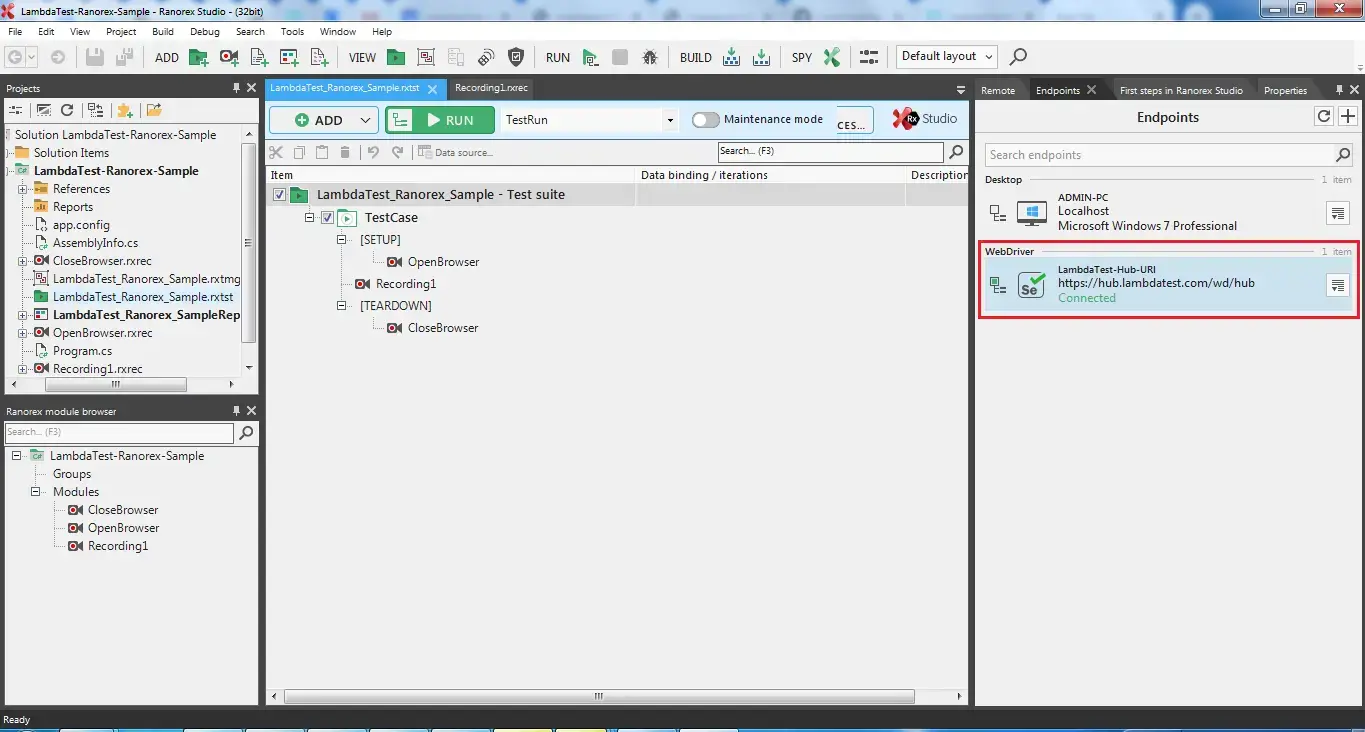 LambdaTest-Ranorex-Sample - Ranorex Studio - (32bit)
File Edit View Project Build Debug Search Tools Window Help
ADD VIEW RUN BUILD SPY Default layout
Projects
Solution LambdaTest-Ranorex-Sample
Solution Items
LambdaTest-Ranorex-Sample
References
Reports
app.config
AssemblyInfo.cs
CloseBrowser.rxrec
LambdaTest_Ranorex_Sample.rxtmg
LambdaTest_Ranorex_Sample.rxtst
LambdaTest_Ranorex_SampleRep
OpenBrowser.rxrec
Program.cs
Recording1.rxrec
Ranorex module browser
Search... (F3)
LambdaTest-Ranorex-Sample
Groups
Modules
CloseBrowser
OpenBrowser
Recording1
LambdaTest_Ranorex_Sample.rxtst Recording1.rxrec
ADD RUN TestRun Maintenance mode CES... Rx Studio
Data source... Search... (F3)
Item Data binding / iterations Description
LambdaTest_Ranorex_Sample - Test suite
TestCase
[SETUP]
OpenBrowser
Recording1
[TEARDOWN]
CloseBrowser
Remote Endpoints First steps in Ranorex Studio Properties
Endpoints
Search endpoints
Desktop 1 item
ADMIN-PC
Localhost
Microsoft Windows 7 Professional
WebDriver 1 item
Se
LambdaTest-Hub-URI
https://hub.lambdatest.com/wd/hub
Connected
Ready